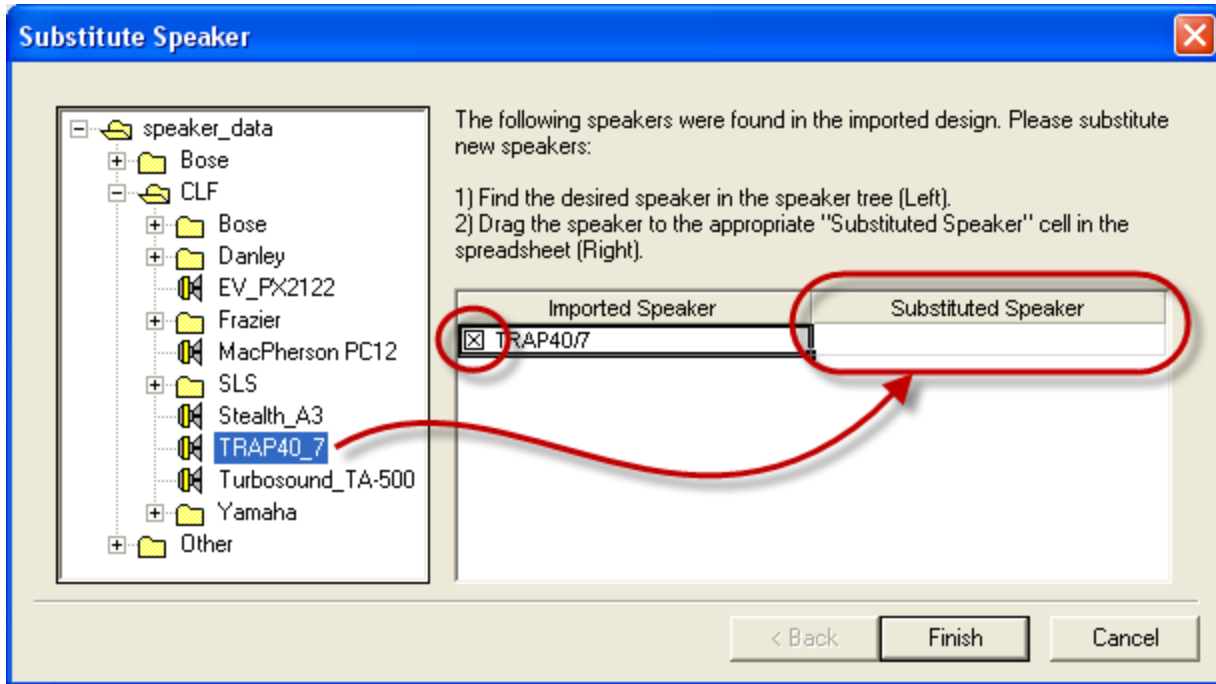 Substitute Speaker
speaker_data
Bose
CLF
Bose
Danley
EV_PX2122
Frazier
MacPherson PC12
SLS
Stealth_A3
TRAP40_7
Turbosound_TA-500
Yamaha
Other
The following speakers were found in the imported design. Please substitute
new speakers:
1) Find the desired speaker in the speaker tree (Left).
2) Drag the speaker to the appropriate "Substituted Speaker" cell in the
spreadsheet (Right).
Imported Speaker
Substituted Speaker
TRAP40/7
< Back
Finish
Cancel